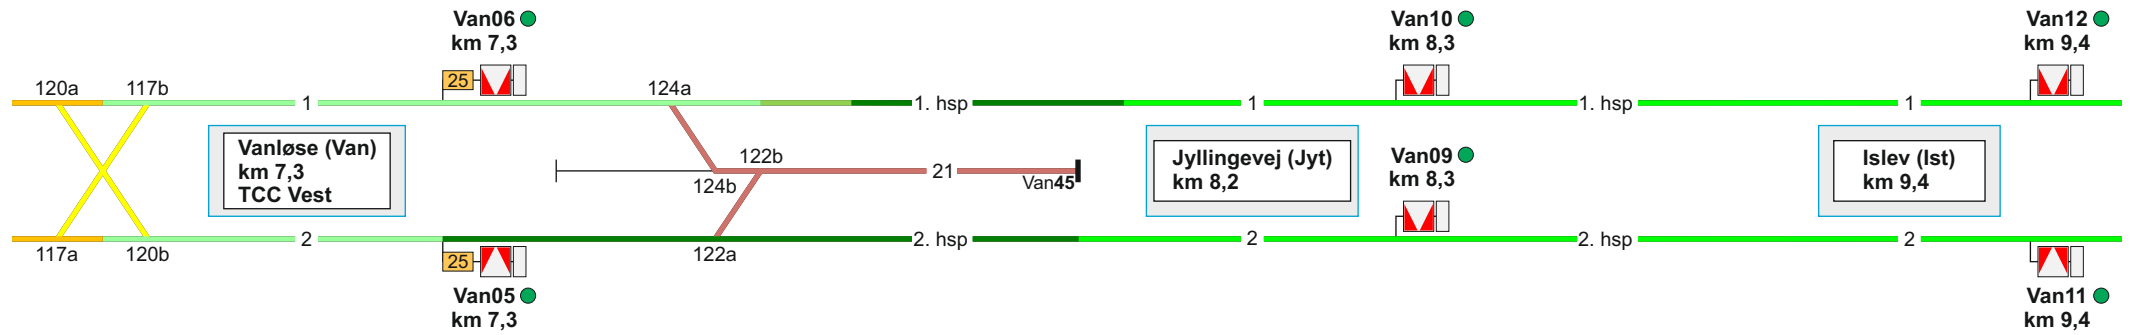 Van06
km 7,3
Van10
km 8,3
Van12
km 9,4
25
120a
117b
124a
1
1. hsp
1
1. hsp
1
Vanløse (Van)
km 7,3
TCC Vest
122b
124b
21
Van45
Jyllingevej (Jyt)
km 8,2
Van09
km 8,3
Islev (Ist)
km 9,4
2
2. hsp
2
2. hsp
2
117a
120b
122a
25
Van05
km 7,3
Van11
km 9,4